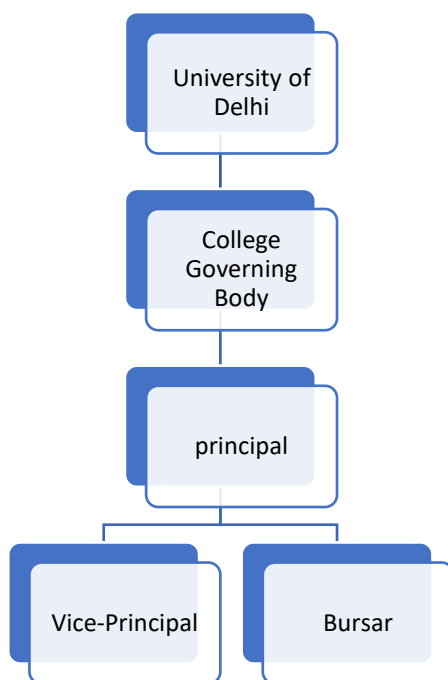 University of
Delhi
College
Governing
Body
principal
Vice-Principal
Bursar